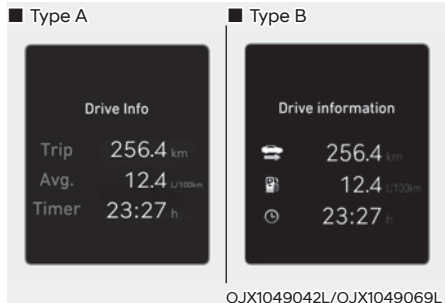 ■ Type A
Drive Info
Trip 256.4 km
Avg. 12.4 L/100km
Timer 23:27 h
■ Type B
Drive information
256.4 km
12.4 L/100km
23:27 h
OJX1049042L/OJX1049069L